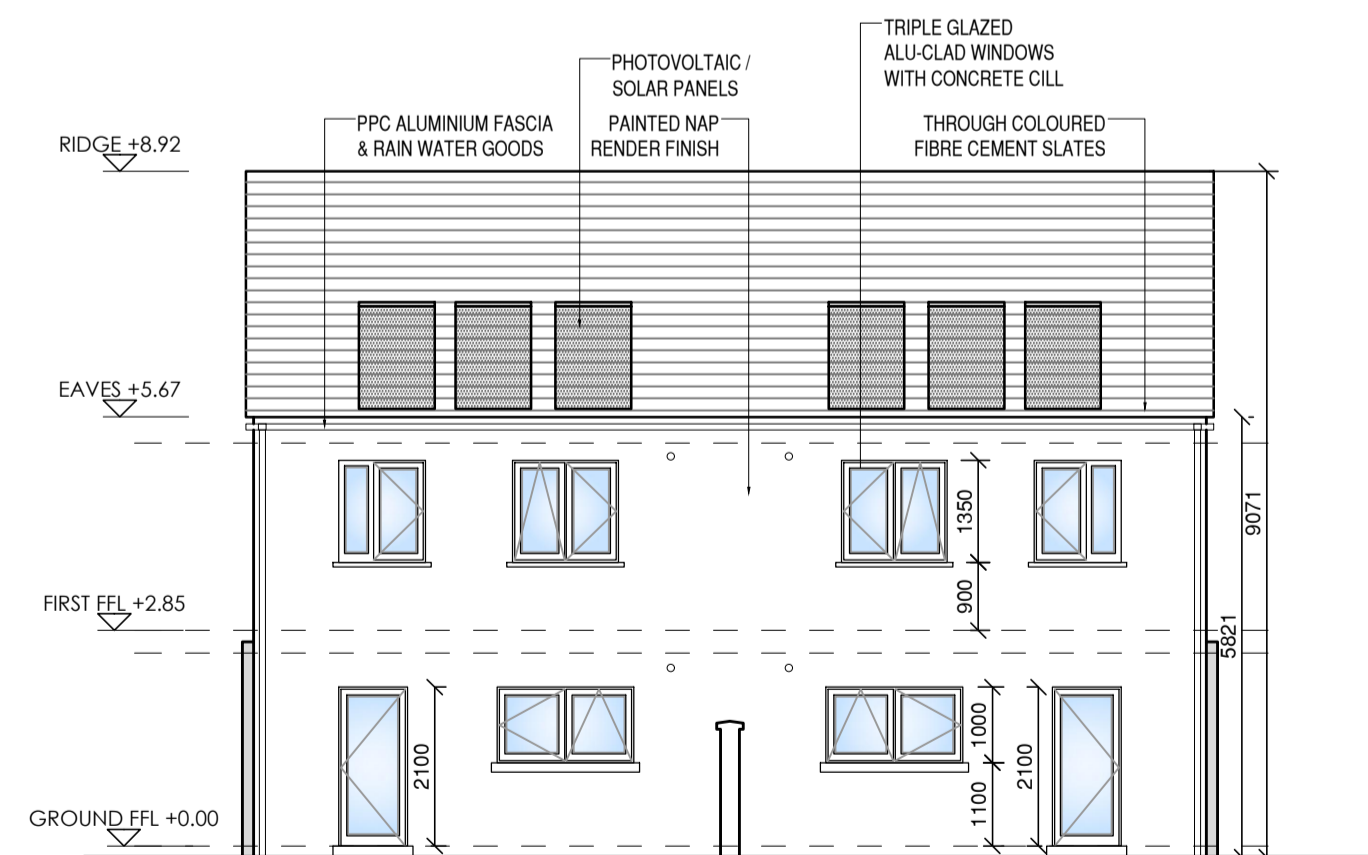 TRIPLE GLAZED
ALU-CLAD WINDOWS
WITH CONCRETE CILL
PHOTOVOLTAIC /
SOLAR PANELS
PPC ALUMINIUM FASCIA
& RAIN WATER GOODS
PAINTED NAP
RENDER FINISH
THROUGH COLOURED
FIBRE CEMENT SLATES
RIDGE +8.92
EAVES +5.67
FIRST FFL +2.85
GROUND FFL +0.00
1350
900
9071
5821
2100
1000
1100
2100